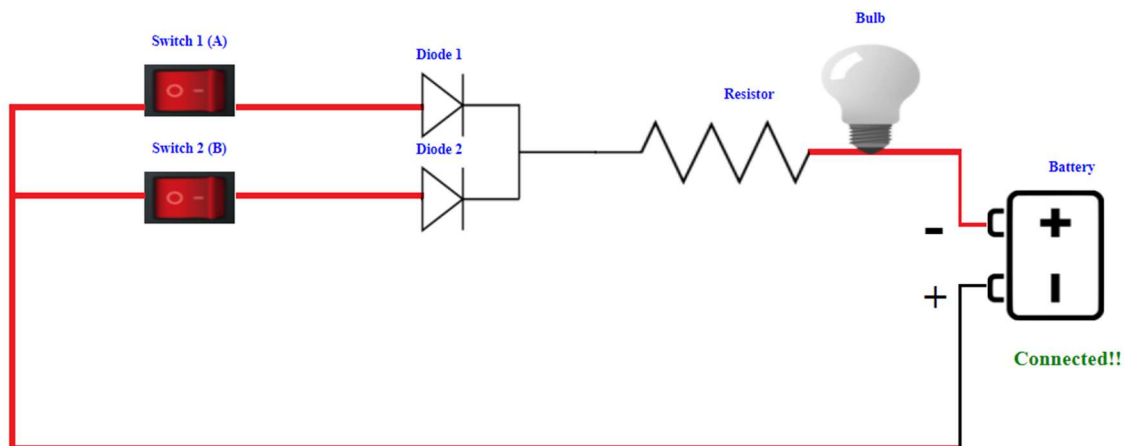 Bulb
Switch 1 (A)
Diode 1
Resistor
Switch 2 (B)
Diode 2
Battery
-
+
+
-
Connected!!